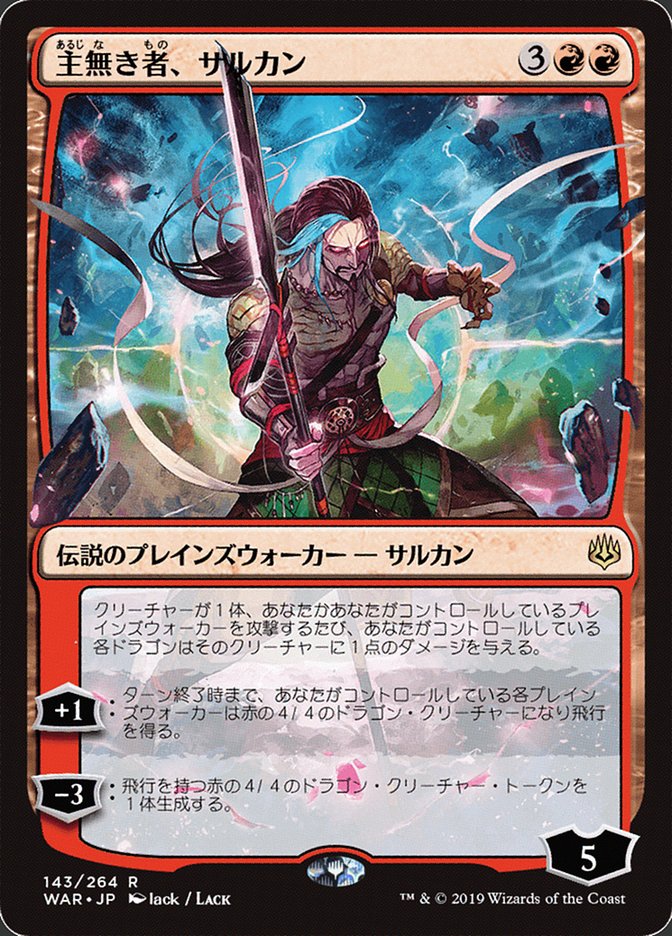 あるじ な もの
主無き者、サルカン 3
伝説のプレインズウォーカー ― サルカン
クリーチャーが1体、あなたかあなたがコントロールしているプレ
インズウォーカーを攻撃するたび、あなたがコントロールしている
各ドラゴンはそのクリーチャーに1点のダメージを与える。
+1 : ターン終了時まで、あなたがコントロールしている各プレイン
ズウォーカーは赤の4/4のドラゴン・クリーチャーになり飛行
を得る。
-3 : 飛行を持つ赤の4/4のドラゴン・クリーチャー・トークンを
1体生成する。
5
143/264 R
WAR • JP lack / LACK
™ & © 2019 Wizards of the Coast